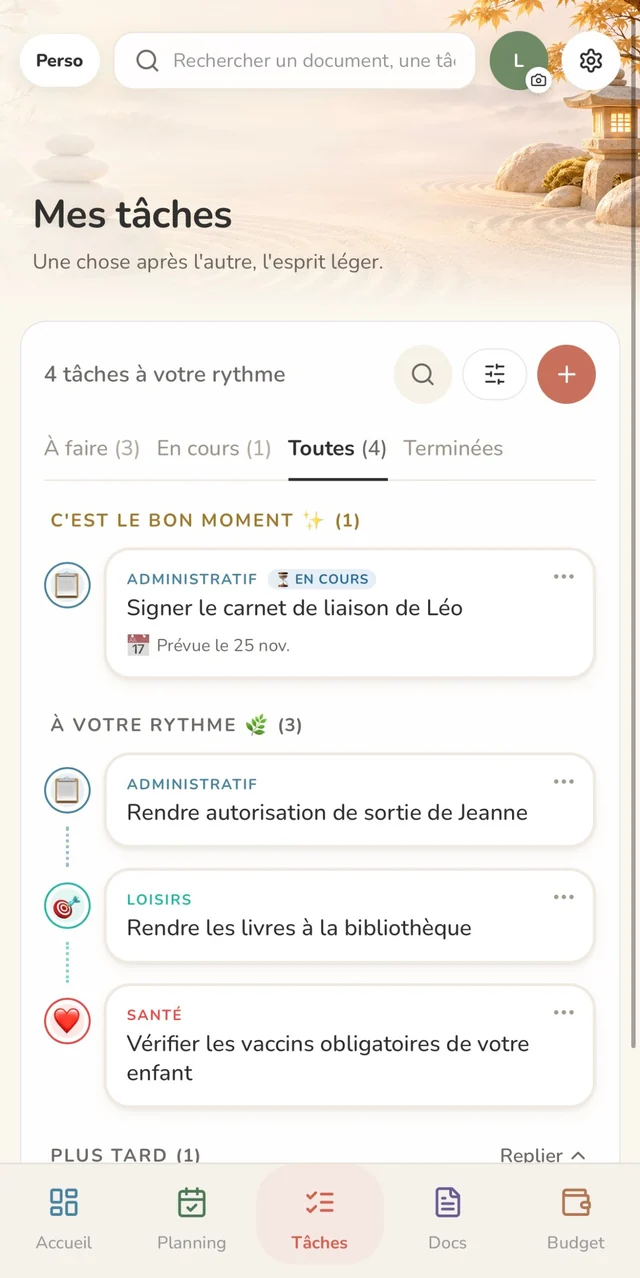 Perso
Rechercher un document, une tâc
L
Mes tâches
Une chose après l'autre, l'esprit léger.
4 tâches à votre rythme
À faire (3)
En cours (1)
Toutes (4)
Terminées
C'EST LE BON MOMENT ✨ (1)
ADMINISTRATIF ⏳ EN COURS
Signer le carnet de liaison de Léo
📅 17 Prévue le 25 nov.
À VOTRE RYTHME 🌿 (3)
ADMINISTRATIF
Rendre autorisation de sortie de Jeanne
LOISIRS
Rendre les livres à la bibliothèque
SANTÉ
Vérifier les vaccins obligatoires de votre
enfant
PLUS TARD (1)
Replier
Accueil
Planning
Tâches
Docs
Budget